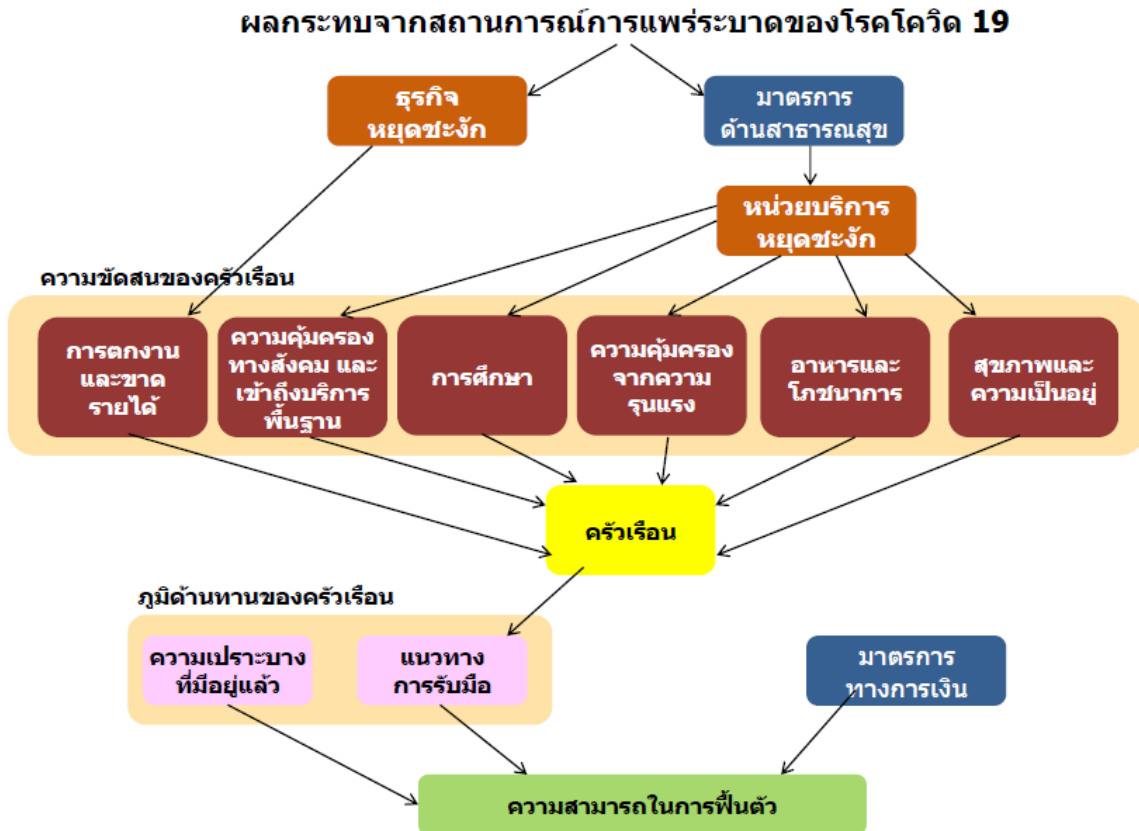 ผลกระทบจากสถานการณ์การแพร่ระบาดของโรคโควิด 19
ธุรกิจ
หยุดชะงัก
มาตรการ
ด้านสาธารณสุข
หน่วยบริการ
หยุดชะงัก
ความขัดสนของครัวเรือน
การตกงาน
และขาด
รายได้
ความคุ้มครอง
ทางสังคม และ
เข้าถึงบริการ
พื้นฐาน
การศึกษา
ความคุ้มครอง
จากความ
รุนแรง
อาหารและ
โภชนาการ
สุขภาพและ
ความเป็นอยู่
ครัวเรือน
ภูมิต้านทานของครัวเรือน
ความเปราะบาง
ที่มีอยู่แล้ว
แนวทาง
การรับมือ
มาตรการ
ทางการเงิน
ความสามารถในการฟื้นตัว